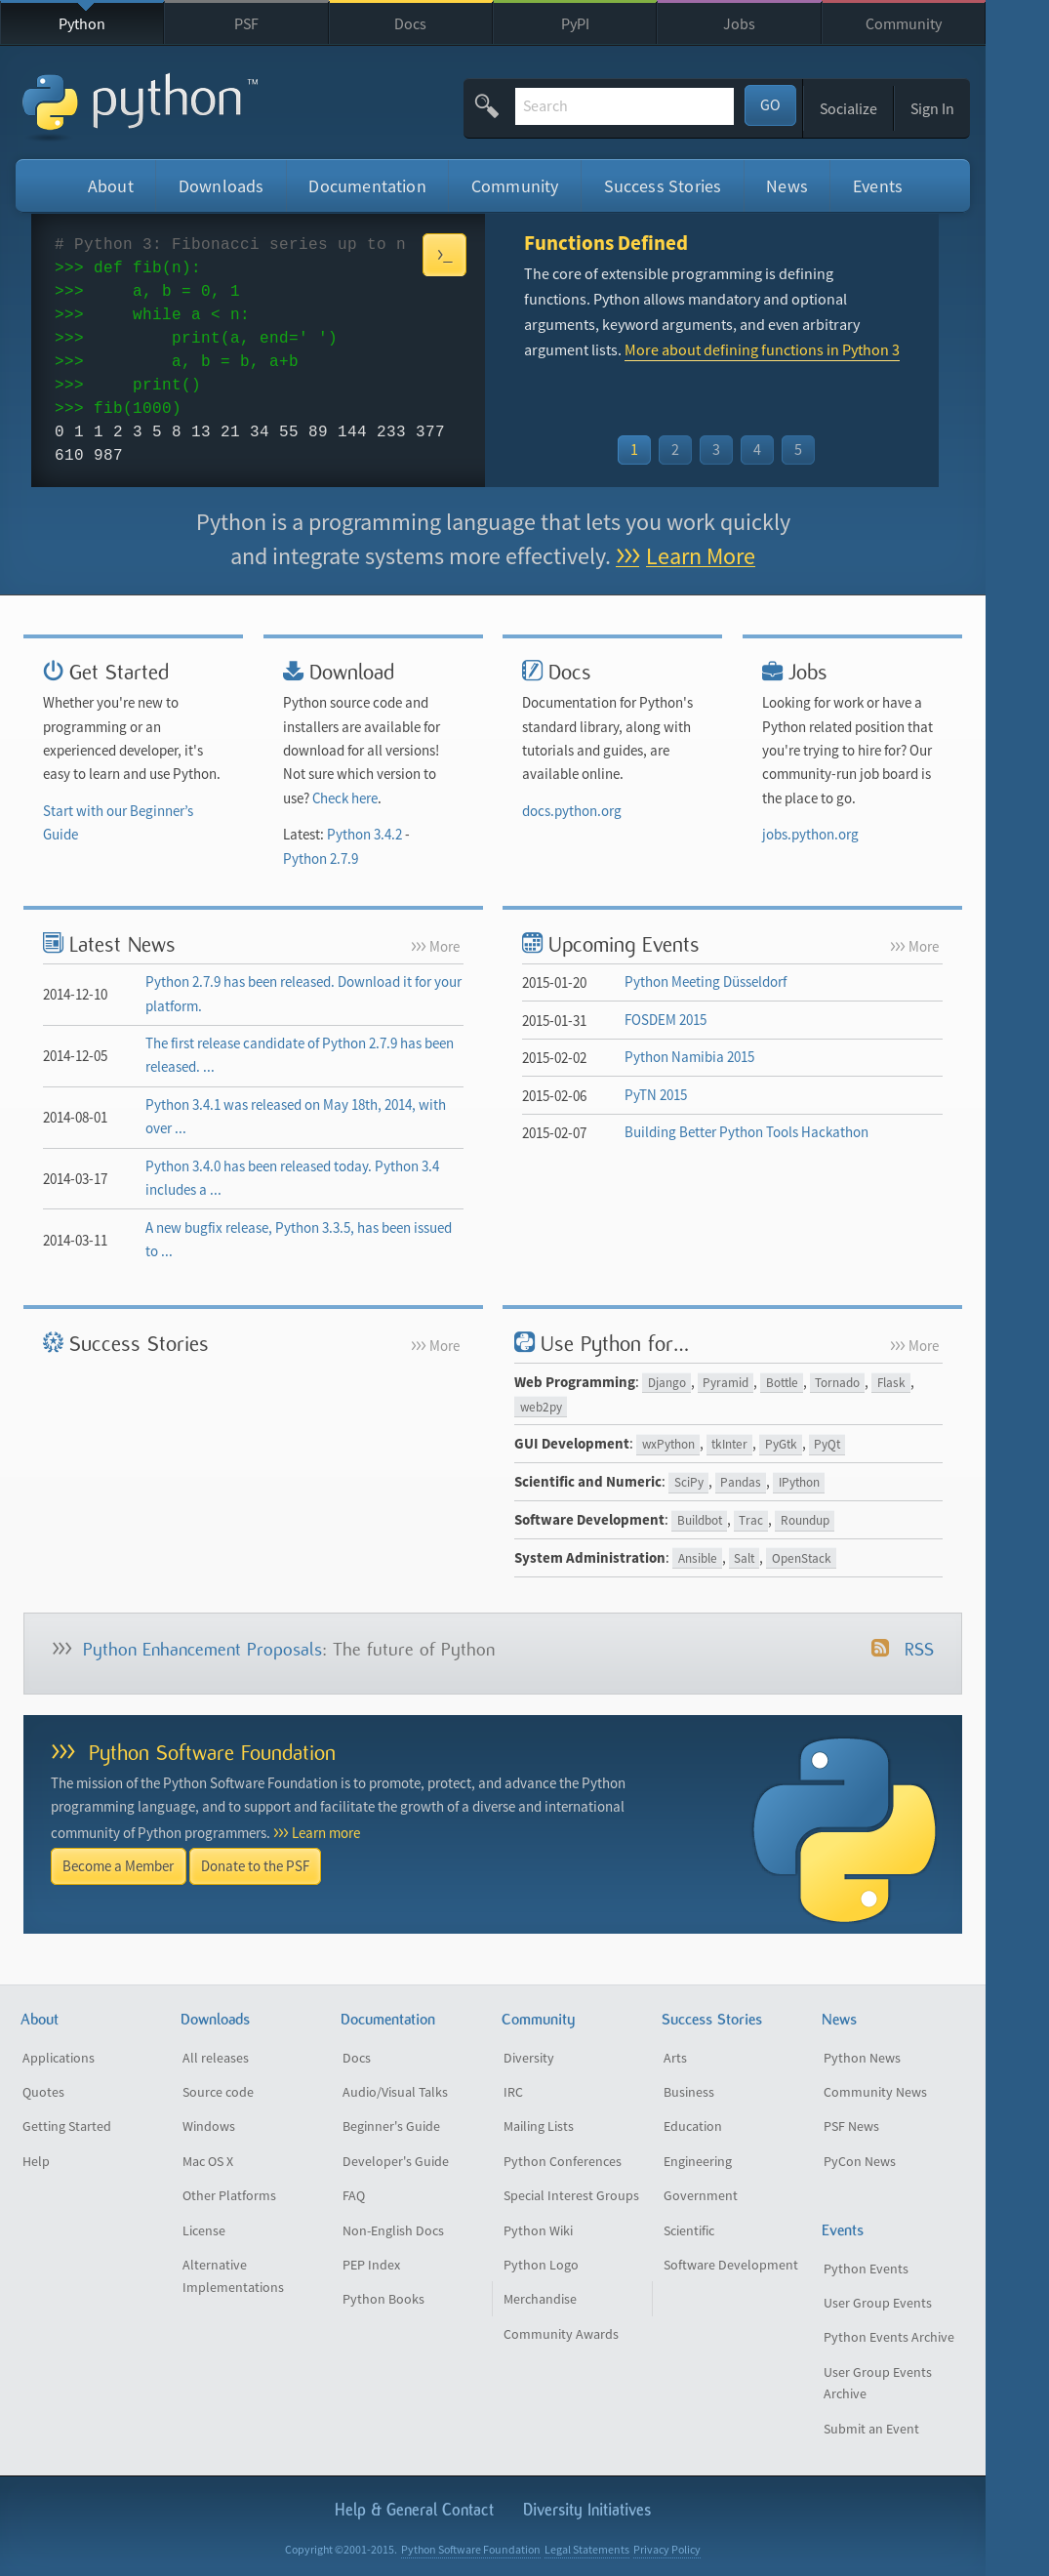 Python
PSF
Docs
PyPI
Jobs
Community
python™
Search
GO
Socialize
Sign In
About
Downloads
Documentation
Community
Success Stories
News
Events
# Python 3: Fibonacci series up to n
>>> def fib(n):
>>>     a, b = 0, 1
>>>     while a < n:
>>>         print(a, end=' ')
>>>         a, b = b, a+b
>>>     print()
>>> fib(1000)
0 1 1 2 3 5 8 13 21 34 55 89 144 233 377
610 987
>_
Functions Defined
The core of extensible programming is defining
functions. Python allows mandatory and optional
arguments, keyword arguments, and even arbitrary
argument lists. More about defining functions in Python 3
1
2
3
4
5
Python is a programming language that lets you work quickly
and integrate systems more effectively. >>> Learn More
Get Started
Whether you're new to
programming or an
experienced developer, it's
easy to learn and use Python.
Start with our Beginner’s
Guide
Download
Python source code and
installers are available for
download for all versions!
Not sure which version to
use? Check here.
Latest: Python 3.4.2 -
Python 2.7.9
Docs
Documentation for Python's
standard library, along with
tutorials and guides, are
available online.
docs.python.org
Jobs
Looking for work or have a
Python related position that
you're trying to hire for? Our
community-run job board is
the place to go.
jobs.python.org
Latest News
>>> More
2014-12-10
Python 2.7.9 has been released. Download it for your
platform.
2014-12-05
The first release candidate of Python 2.7.9 has been
released. ...
2014-08-01
Python 3.4.1 was released on May 18th, 2014, with
over ...
2014-03-17
Python 3.4.0 has been released today. Python 3.4
includes a ...
2014-03-11
A new bugfix release, Python 3.3.5, has been issued
to ...
Upcoming Events
>>> More
2015-01-20
Python Meeting Düsseldorf
2015-01-31
FOSDEM 2015
2015-02-02
Python Namibia 2015
2015-02-06
PyTN 2015
2015-02-07
Building Better Python Tools Hackathon
Success Stories
>>> More
Use Python for...
>>> More
Web Programming: Django, Pyramid, Bottle, Tornado, Flask,
web2py
GUI Development: wxPython, tkInter, PyGtk, PyQt
Scientific and Numeric: SciPy, Pandas, IPython
Software Development: Buildbot, Trac, Roundup
System Administration: Ansible, Salt, OpenStack
>>> Python Enhancement Proposals: The future of Python
RSS
>>> Python Software Foundation
The mission of the Python Software Foundation is to promote, protect, and advance the Python
programming language, and to support and facilitate the growth of a diverse and international
community of Python programmers. >>> Learn more
Become a Member
Donate to the PSF
About
Applications
Quotes
Getting Started
Help
Downloads
All releases
Source code
Windows
Mac OS X
Other Platforms
License
Alternative
Implementations
Documentation
Docs
Audio/Visual Talks
Beginner's Guide
Developer's Guide
FAQ
Non-English Docs
PEP Index
Python Books
Community
Diversity
IRC
Mailing Lists
Python Conferences
Special Interest Groups
Python Wiki
Python Logo
Merchandise
Community Awards
Success Stories
Arts
Business
Education
Engineering
Government
Scientific
Software Development
News
Python News
Community News
PSF News
PyCon News
Events
Python Events
User Group Events
Python Events Archive
User Group Events
Archive
Submit an Event
Help & General Contact
Diversity Initiatives
Copyright ©2001-2015. Python Software Foundation Legal Statements Privacy Policy